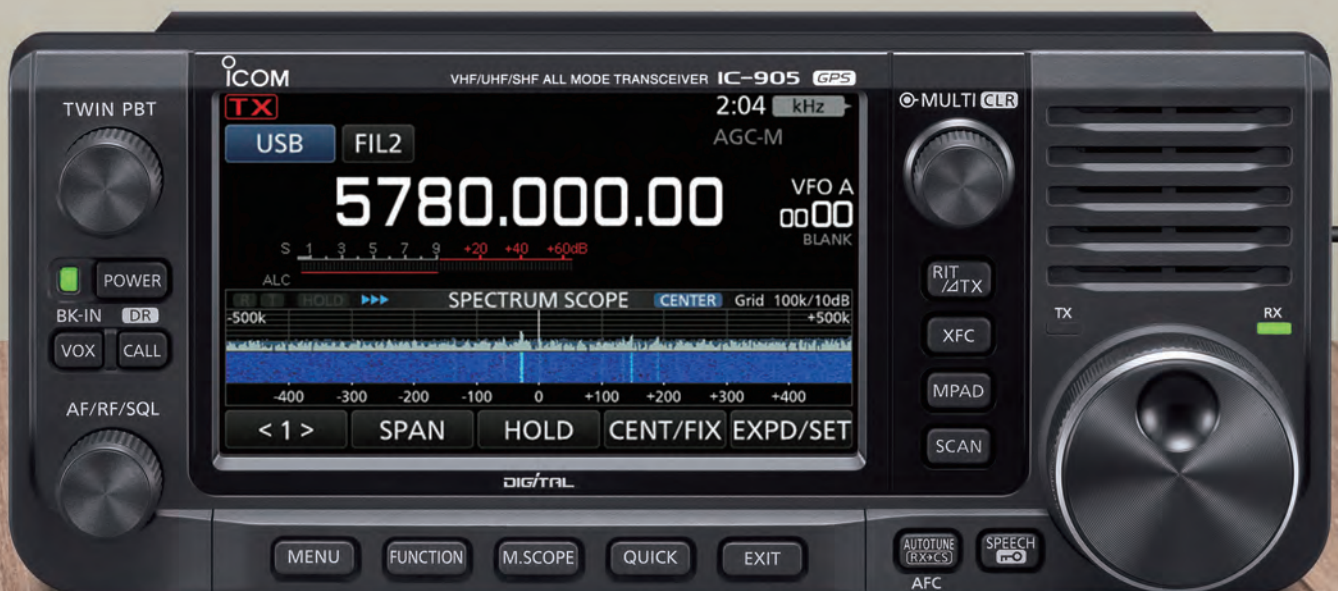 ICOM
VHF/UHF/SHF ALL MODE TRANSCEIVER IC-905 GPS
TWIN PBT
POWER
BK-IN DR
VOX CALL
AF/RF/SQL
TX 2:04 kHz
USB FIL2 AGC-M
5780.000.00 VFO A
0000
BLANK
S 1 3 5 7 9 +20 +40 +60dB
ALC
R T HOLD SPECTRUM SCOPE CENTER Grid 100k/10dB
-500k +500k
-400 -300 -200 -100 0 +100 +200 +300 +400
< 1 > SPAN HOLD CENT/FIX EXPD/SET
DIGITAL
MENU FUNCTION M.SCOPE QUICK EXIT
MULTI CLR
RIT
/⊿TX
XFC
MPAD
SCAN
TX RX
AUTOTUNE SPEECH
RX→CS
AFC